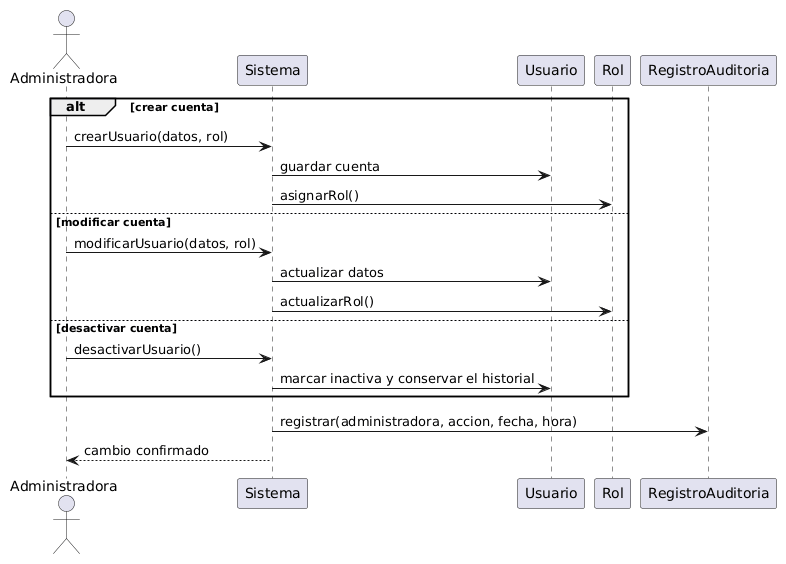 Administradora
Sistema
Usuario
Rol
RegistroAuditoria
alt
[crear cuenta]
crearUsuario(datos, rol)
guardar cuenta
asignarRol()
[modificar cuenta]
modificarUsuario(datos, rol)
actualizar datos
actualizarRol()
[desactivar cuenta]
desactivarUsuario()
marcar inactiva y conservar el historial
registrar(administradora, accion, fecha, hora)
cambio confirmado
Administradora
Sistema
Usuario
Rol
RegistroAuditoria